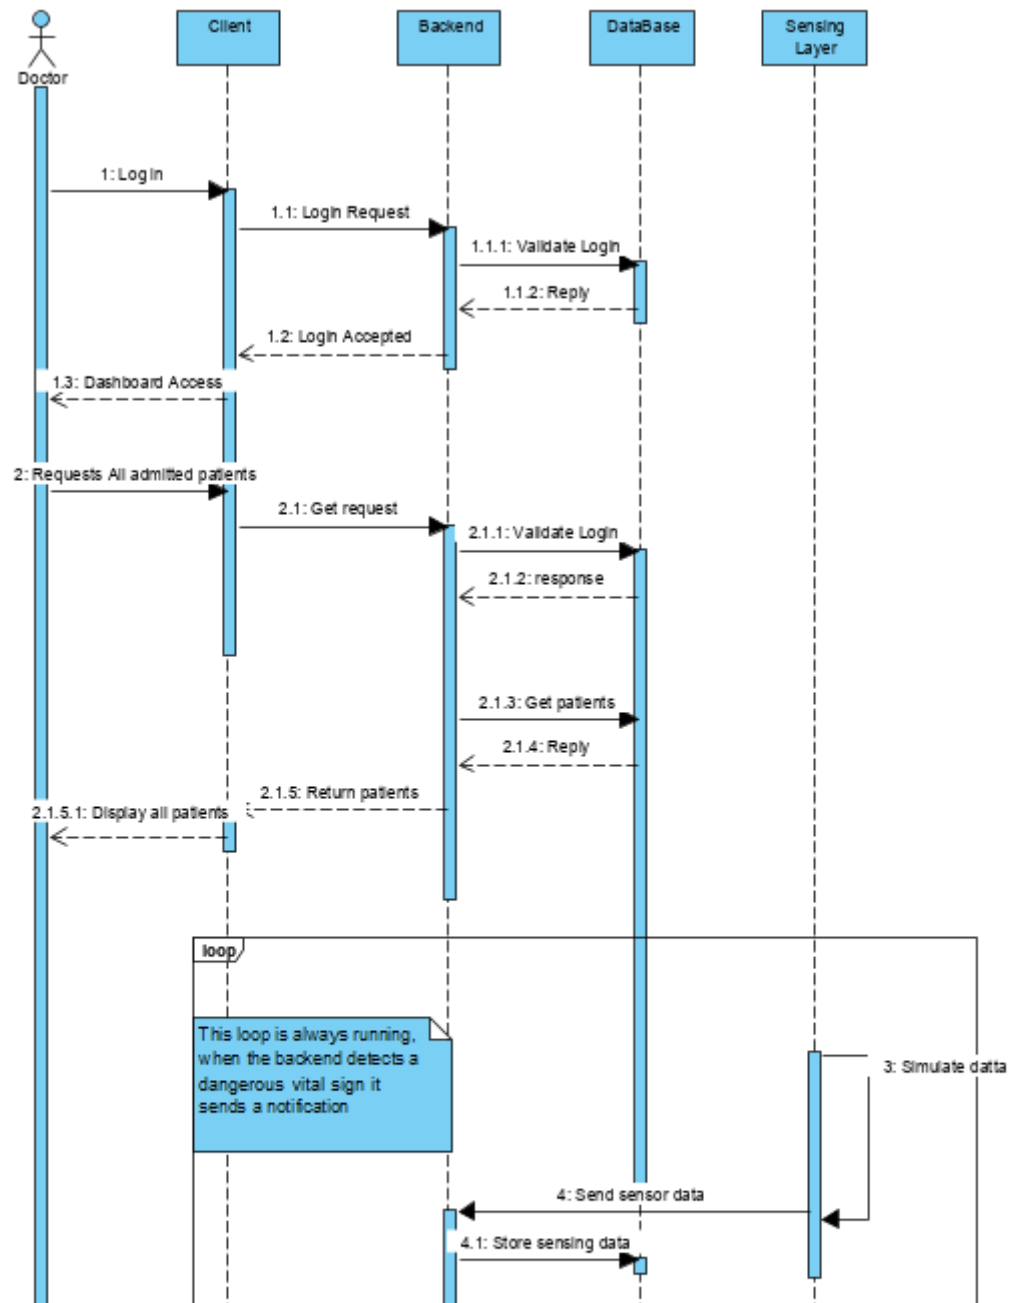 Client
Backend
DataBase
Sensing
Layer
Doctor
1: Log In
1.1: Login Request
1.1.1: Validate Login
1.1.2: Reply
1.2: Login Accepted
1.3: Dashboard Access
2: Requests All admitted patients
2.1: Get request
2.1.1: Validate Login
2.1.2: response
2.1.3: Get patients
2.1.4: Reply
2.1.5: Return patients
2.1.5.1: Display all patients
loop
This loop is always running,
when the backend detects a
dangerous vital sign it
sends a notification
3: Simulate datta
4: Send sensor data
4.1: Store sensing data